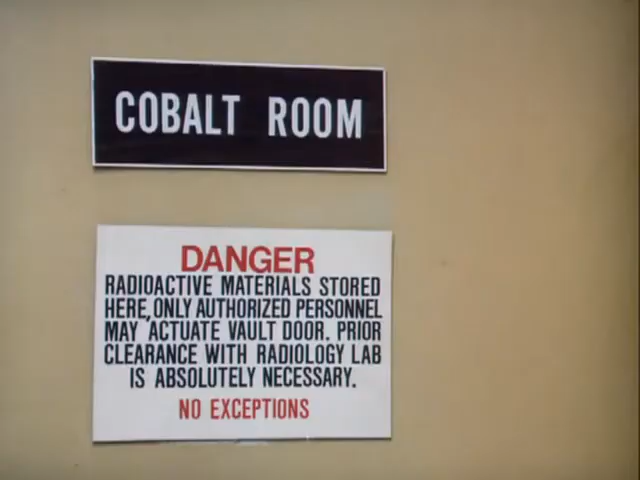 COBALT ROOM
DANGER
RADIOACTIVE MATERIALS STORED
HERE, ONLY AUTHORIZED PERSONNEL
MAY ACTUATE VAULT DOOR. PRIOR
CLEARANCE WITH RADIOLOGY LAB
IS ABSOLUTELY NECESSARY.
NO EXCEPTIONS